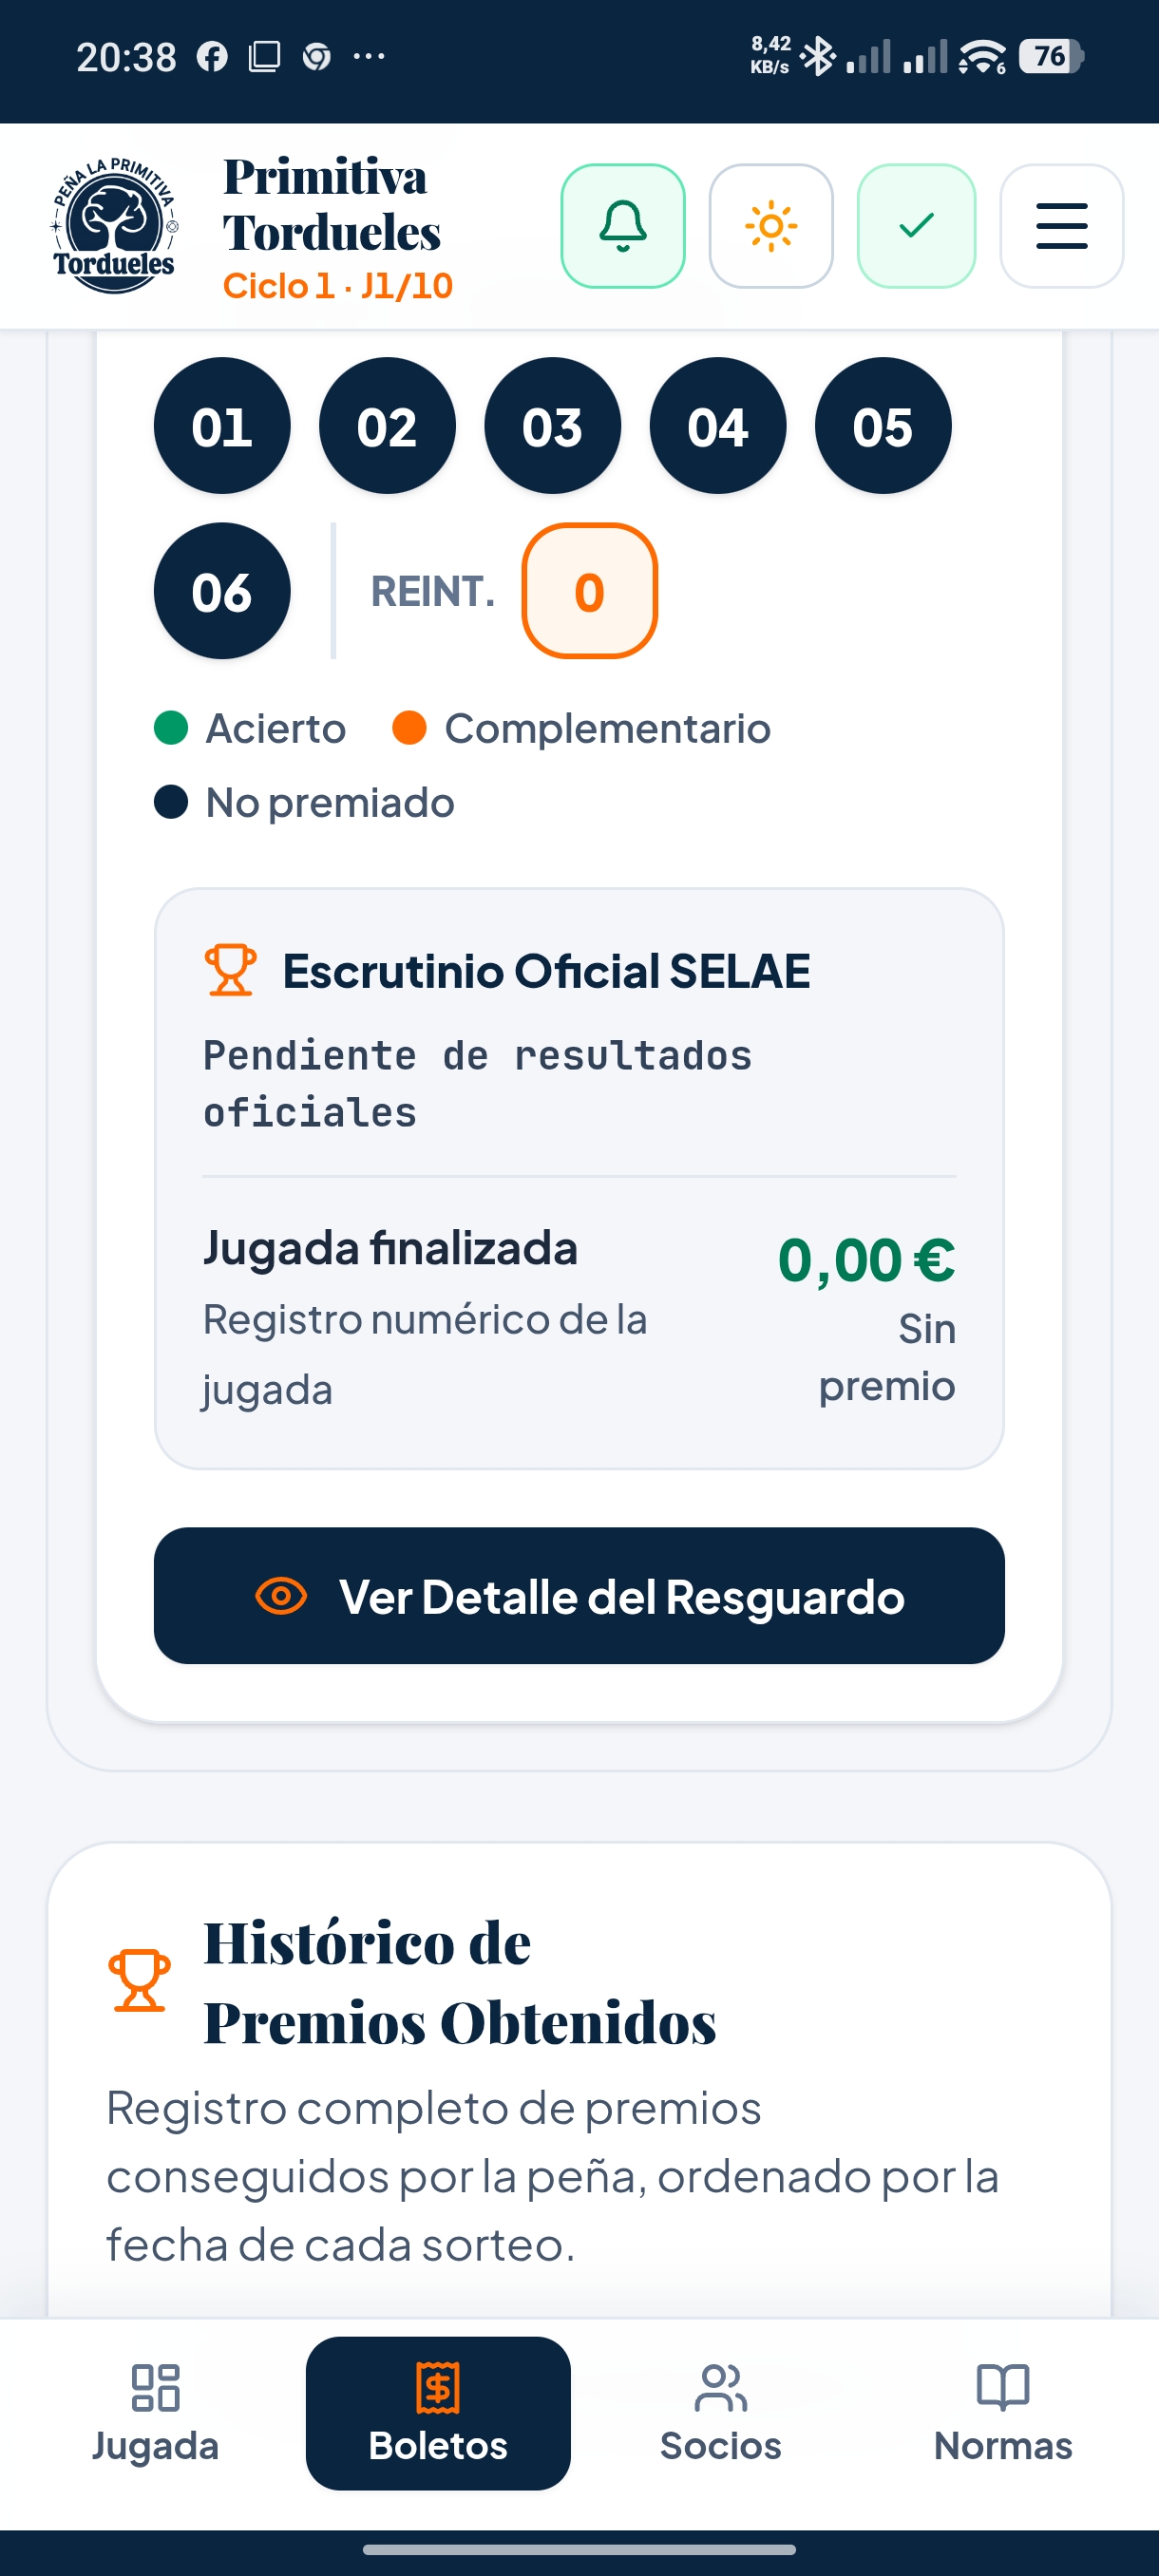 20:38
8,42
KB/s
6
76
PEÑA LA PRIMITIVA
Tordueles
Primitiva
Tordueles
Ciclo 1 · J1/10
01 02 03 04 05
06 REINT. 0
Acierto Complementario
No premiado
Escrutinio Oficial SELAE
Pendiente de resultados
oficiales
Jugada finalizada 0,00 €
Registro numérico de la Sin
jugada premio
Ver Detalle del Resguardo
Histórico de
Premios Obtenidos
Registro completo de premios
conseguidos por la peña, ordenado por la
fecha de cada sorteo.
Jugada Boletos Socios Normas